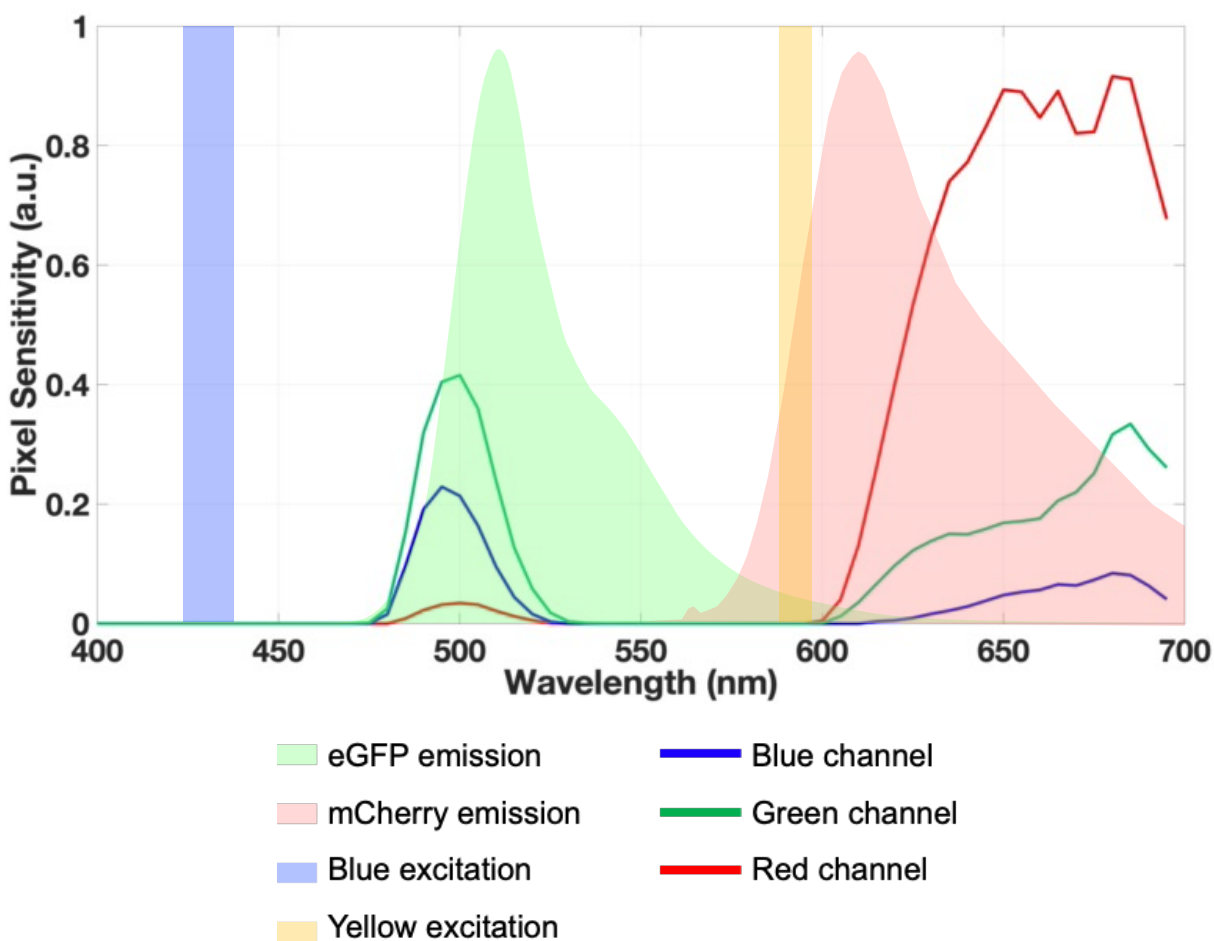 1
0.8
0.6
0.4
0.2
0
Pixel Sensitivity (a.u.)
400 450 500 550 600 650 700
Wavelength (nm)
eGFP emission
mCherry emission
Blue excitation
Yellow excitation
Blue channel
Green channel
Red channel